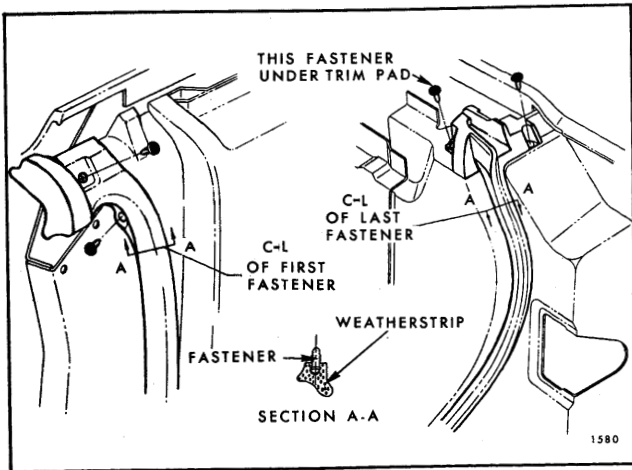 THIS FASTENER
UNDER TRIM PAD
A
A
C-L
OF FIRST
FASTENER
A
A
C-L
OF LAST
FASTENER
WEATHERSTRIP
FASTENER
SECTION A-A
1580